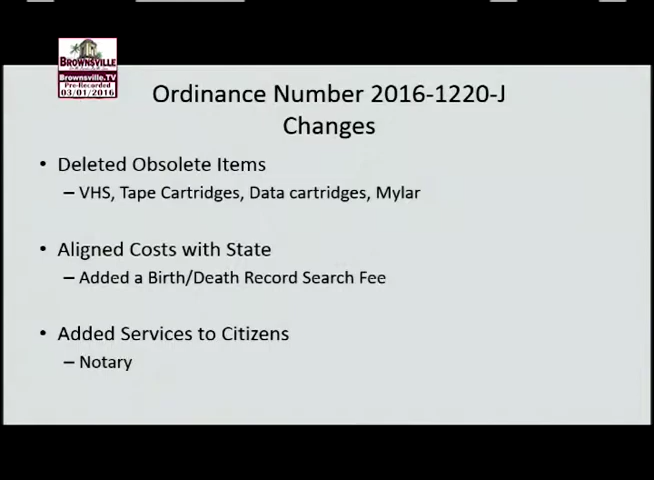 BROWNSVILLE
Brownsville.TV
Pre-Recorded
03/01/2016
Ordinance Number 2016-1220-J
Changes
• Deleted Obsolete Items
– VHS, Tape Cartridges, Data cartridges, Mylar
• Aligned Costs with State
– Added a Birth/Death Record Search Fee
• Added Services to Citizens
– Notary